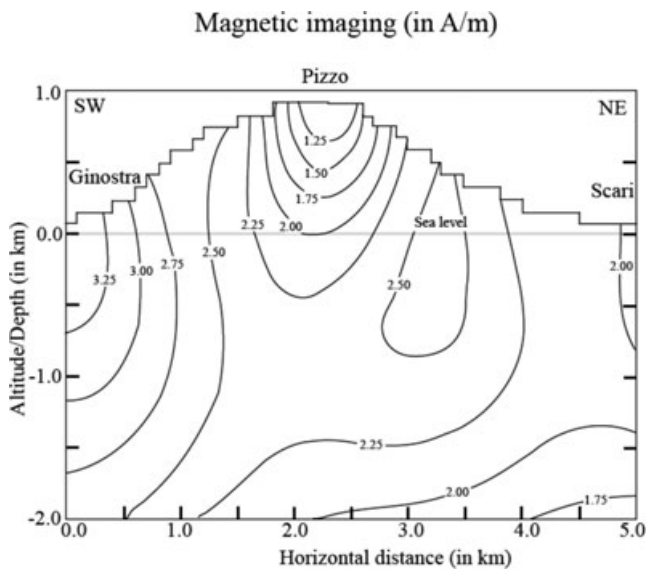 Magnetic imaging (in A/m)
Pizzo
1.0
SW
NE
1.25
1.50
Ginostra
1.75
Scari
2.25
2.00
Sea level
0.0
2.50
2.75
3.00
3.25
2.00
2.50
Altitude/Depth (in km)
-1.0
2.25
2.00
1.75
-2.0
0.0
1.0
2.0
3.0
4.0
5.0
Horizontal distance (in km)